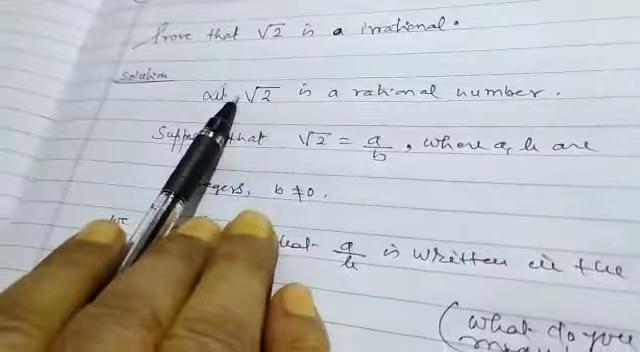 Prove that √2 is a irrational.
Solution
Let, √2 is a rational number.
that √2 = a/b, where a, b are
b ≠ 0.
a/b is written in the
(What do you